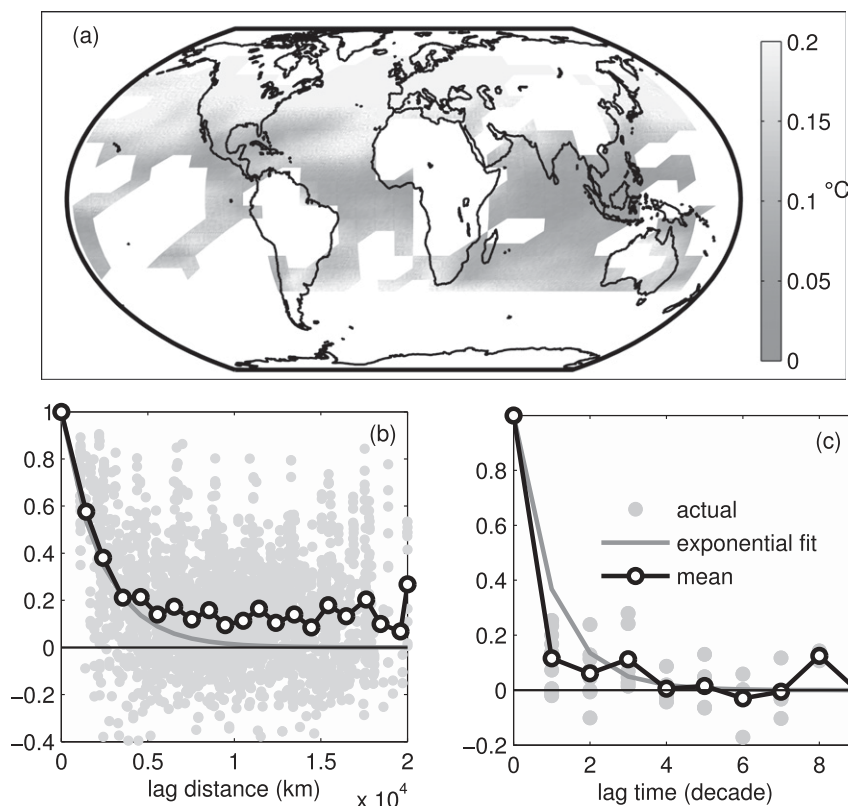 (a)
0.2
0.15
0.1
0.05
0
°C
(b)
1
0.8
0.6
0.4
0.2
0
−0.2
−0.4
0
0.5
1
1.5
2
lag distance (km)
x 10⁴
(c)
actual
exponential fit
mean
0.8
0.6
0.4
0.2
0
−0.2
0
2
4
6
8
lag time (decade)